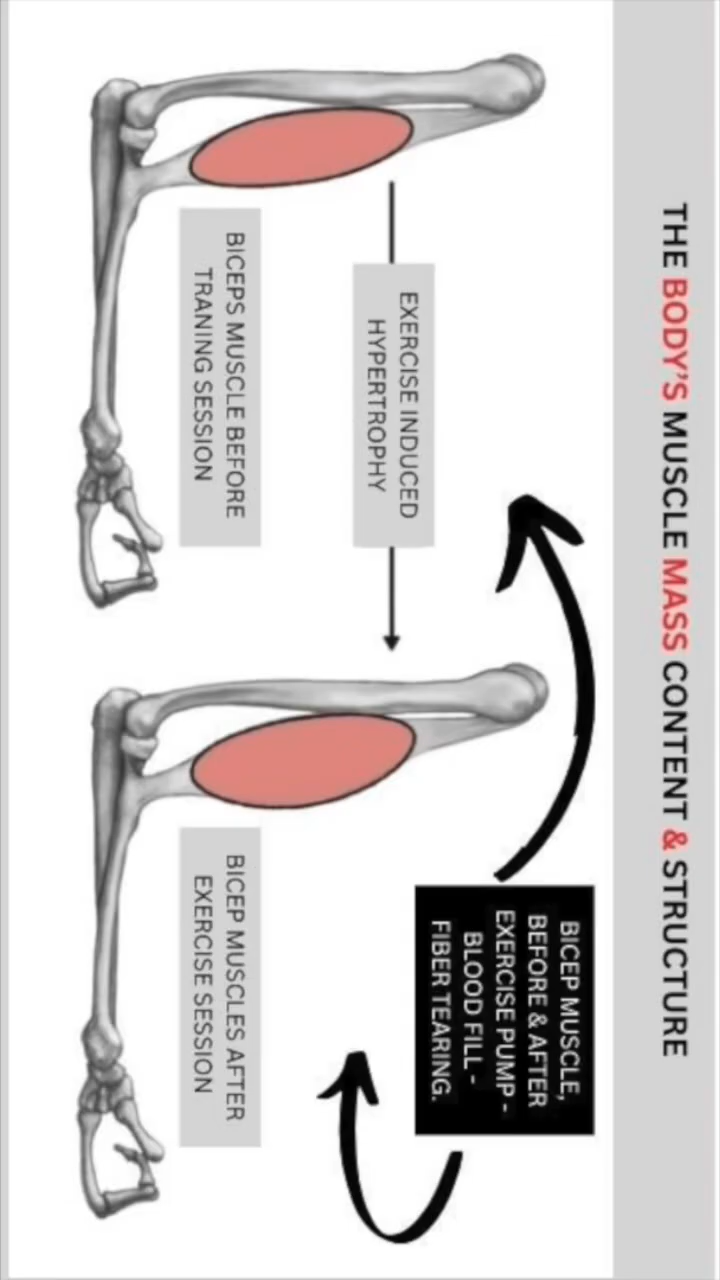 THE BODY'S MUSCLE MASS CONTENT & STRUCTURE
BICEP MUSCLE,
BEFORE & AFTER
EXERCISE PUMP -
BLOOD FILL -
FIBER TEARING.
EXERCISE INDUCED
HYPERTROPHY
BICEPS MUSCLE BEFORE
TRANING SESSION
BICEP MUSCLES AFTER
EXERCISE SESSION